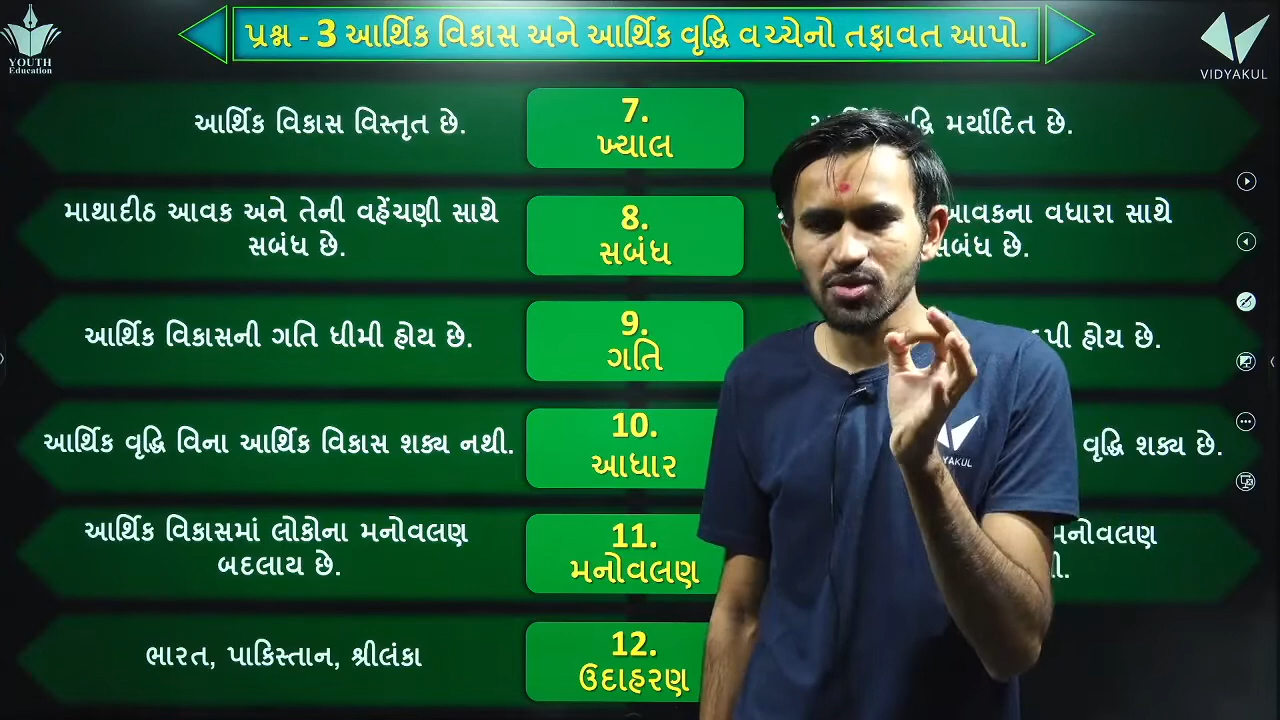 YOUTH
Education
પ્રશ્ન - 3 આર્થિક વિકાસ અને આર્થિક વૃદ્ધિ વચ્ચેનો તફાવત આપો.
VIDYAKUL
આર્થિક વિકાસ વિસ્તૃત છે.
7.
ખ્યાલ
મર્યાદિત છે.
માથાદીઠ આવક અને તેની વહેંચણી સાથે
સબંધ છે.
8.
સબંધ
આવકના વધારા સાથે
સબંધ છે.
આર્થિક વિકાસની ગતિ ધીમી હોય છે.
9.
ગતિ
હોય છે.
આર્થિક વૃદ્ધિ વિના આર્થિક વિકાસ શક્ય નથી.
10.
આધાર
વૃદ્ધિ શક્ય છે.
આર્થિક વિકાસમાં લોકોના મનોવલણ
બદલાય છે.
11.
મનોવલણ
મનોવલણ
ભારત, પાકિસ્તાન, શ્રીલંકા
12.
ઉદાહરણ